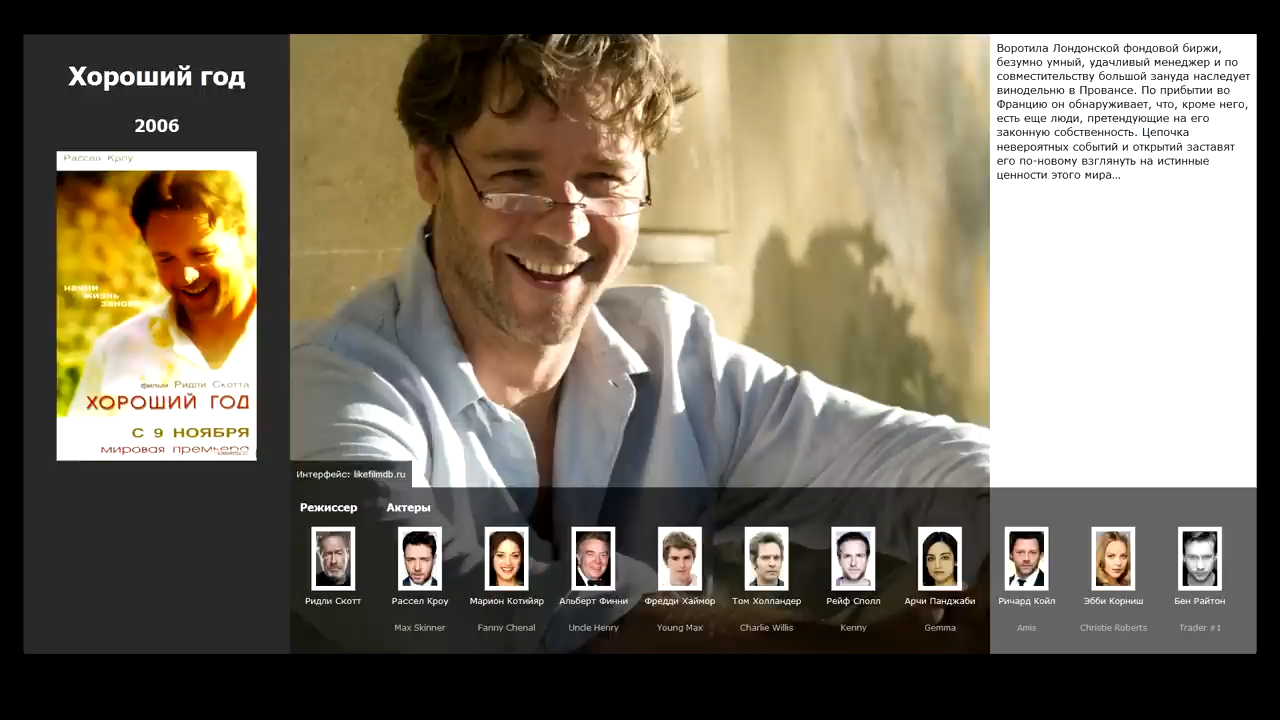 Хороший год
2006
Рассел Кроу
начни
жизнь
заново
фильм Ридли Скотта
ХОРОШИЙ ГОД
С 9 НОЯБРЯ
мировая премьера
Воротила Лондонской фондовой биржи,
безумно умный, удачливый менеджер и по
совместительству большой зануда наследует
винодельню в Провансе. По прибытии во
Францию он обнаруживает, что, кроме него,
есть еще люди, претендующие на его
законную собственность. Цепочка
невероятных событий и открытий заставят
его по-новому взглянуть на истинные
ценности этого мира...
Интерфейс: likefilmdb.ru
Режиссер Актеры
Ридли Скотт Рассел Кроу Марион Котийяр Альберт Финни Фредди Хаймор Том Холландер Рейф Сполл Арчи Панджаби Ричард Койл Эбби Корниш Бен Райтон
Max Skinner Fanny Chenal Uncle Henry Young Max Charlie Willis Kenny Gemma Amis Christie Roberts Trader #1